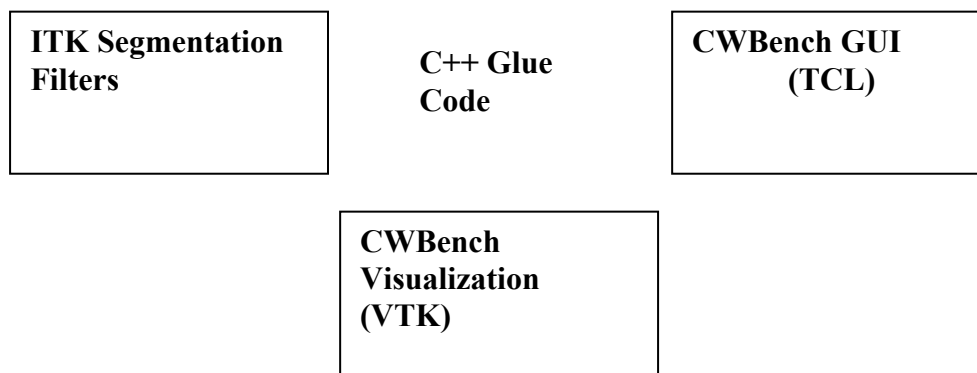 ITK Segmentation
Filters
C++ Glue
Code
CWBench GUI
(TCL)
CWBench
Visualization
(VTK)